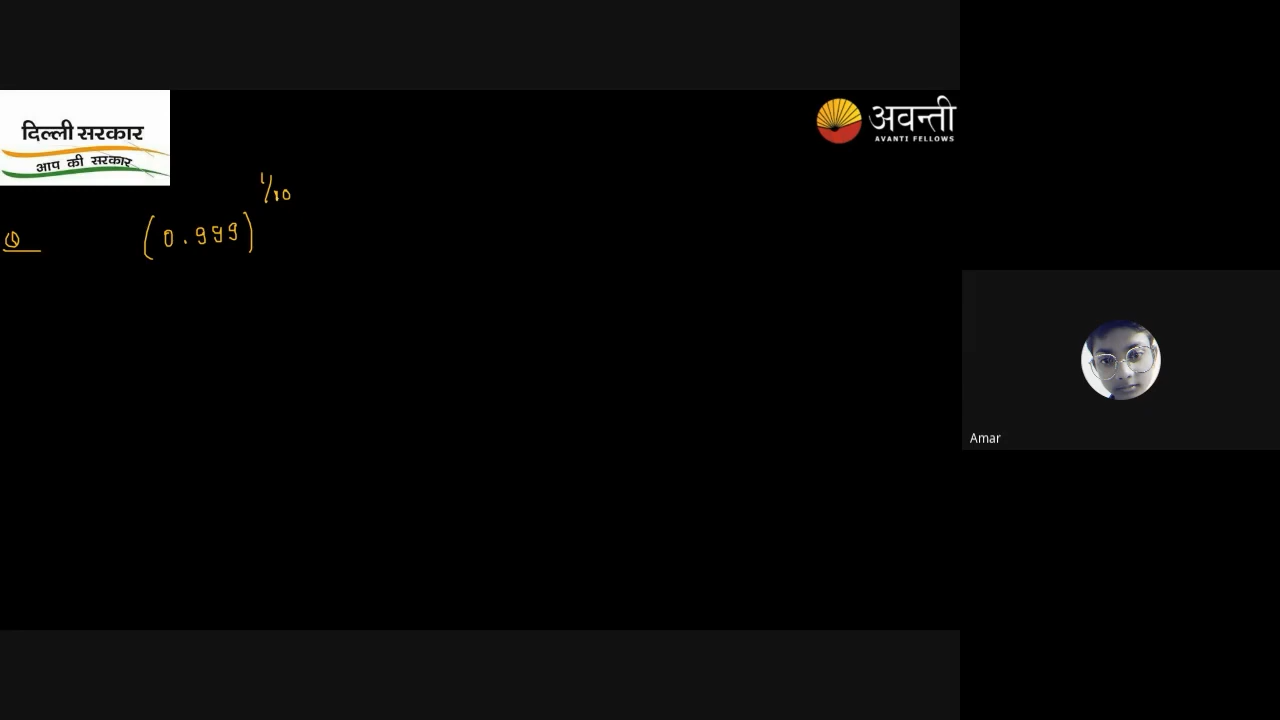 दिल्ली सरकार
आप की सरकार
अवन्ती
AVANTI FELLOWS
Q (0.999)^1/10
Amar